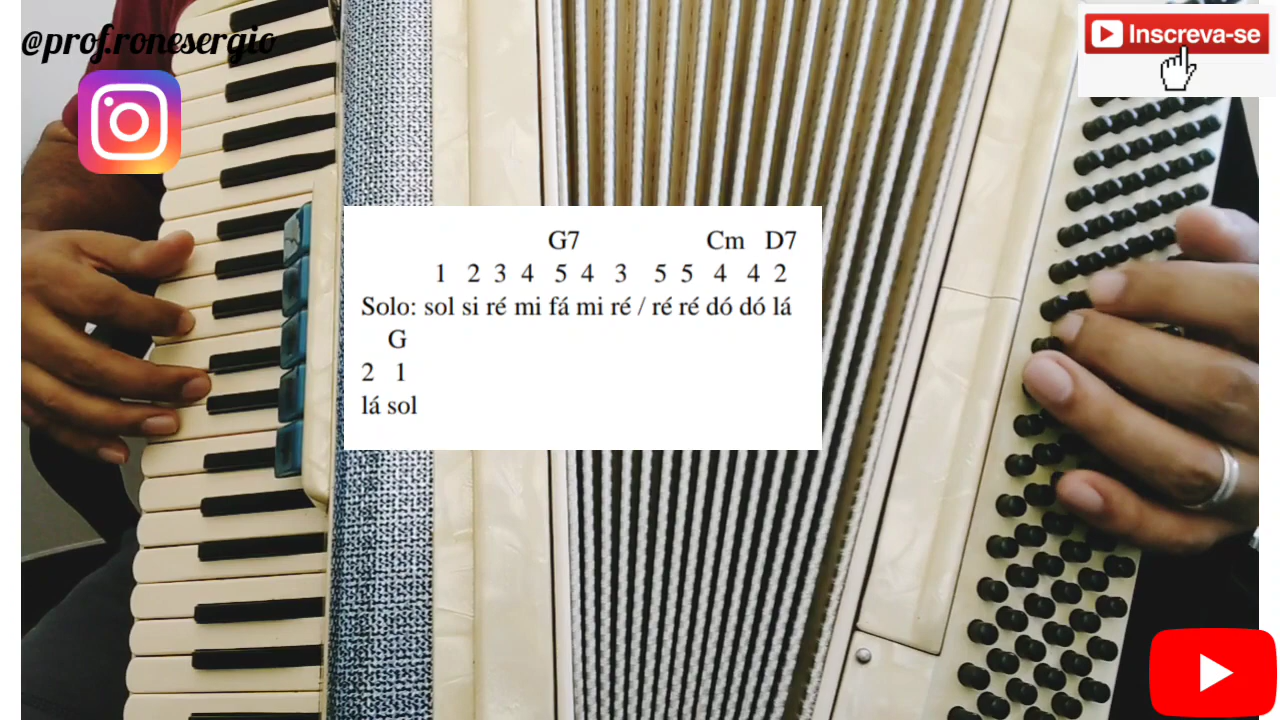 @prof.ronesergio
Inscreva-se
G7 Cm D7
1 2 3 4 5 4 3 5 5 4 4 2
Solo: sol si ré mi fá mi ré / ré ré dó dó lá
G
2 1
lá sol